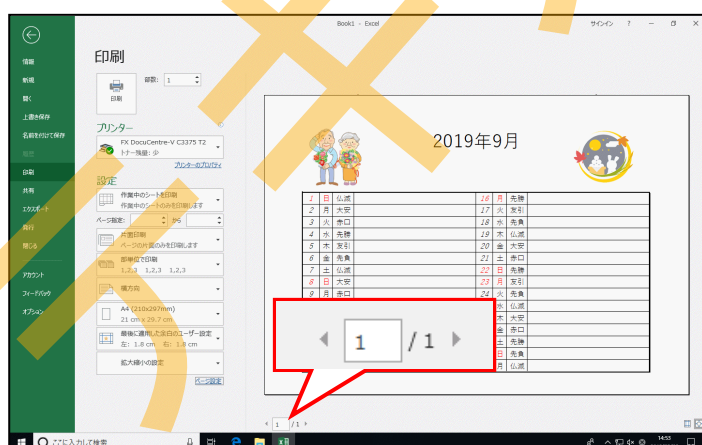 Book1 - Excel
サインイン ?
情報
新規
開く
上書き保存
名前を付けて保存
履歴
印刷
共有
エクスポート
発行
閉じる
アカウント
フィードバック
オプション
印刷
部数: 1
印刷
プリンター
FX DocuCentre-V C3375 T2
トナー残量: 少
プリンターのプロパティ
設定
作業中のシートを印刷
作業中のシートのみを印刷します
ページ指定: から
片面印刷
ページの片面のみを印刷します
部単位で印刷
1,2,3 1,2,3 1,2,3
横方向
A4 (210x297mm)
21 cm x 29.7 cm
最後に適用した余白のユーザー設定
左: 1.8 cm 右: 1.8 cm
拡大縮小の設定
ページ設定
2019年9月
1 日 仏滅 16 月 先勝
2 月 大安 17 火 友引
3 火 赤口 18 水 先負
4 水 先勝 19 木 仏滅
5 木 友引 20 金 大安
6 金 先負 21 土 赤口
7 土 仏滅 22 日 先勝
8 日 大安 23 月 友引
9 月 赤口 24 火 先負
水 仏滅
木 大安
金 赤口
土 先勝
日 先負
月 仏滅
1 / 1
1 / 1
ここに入力して検索
14:53